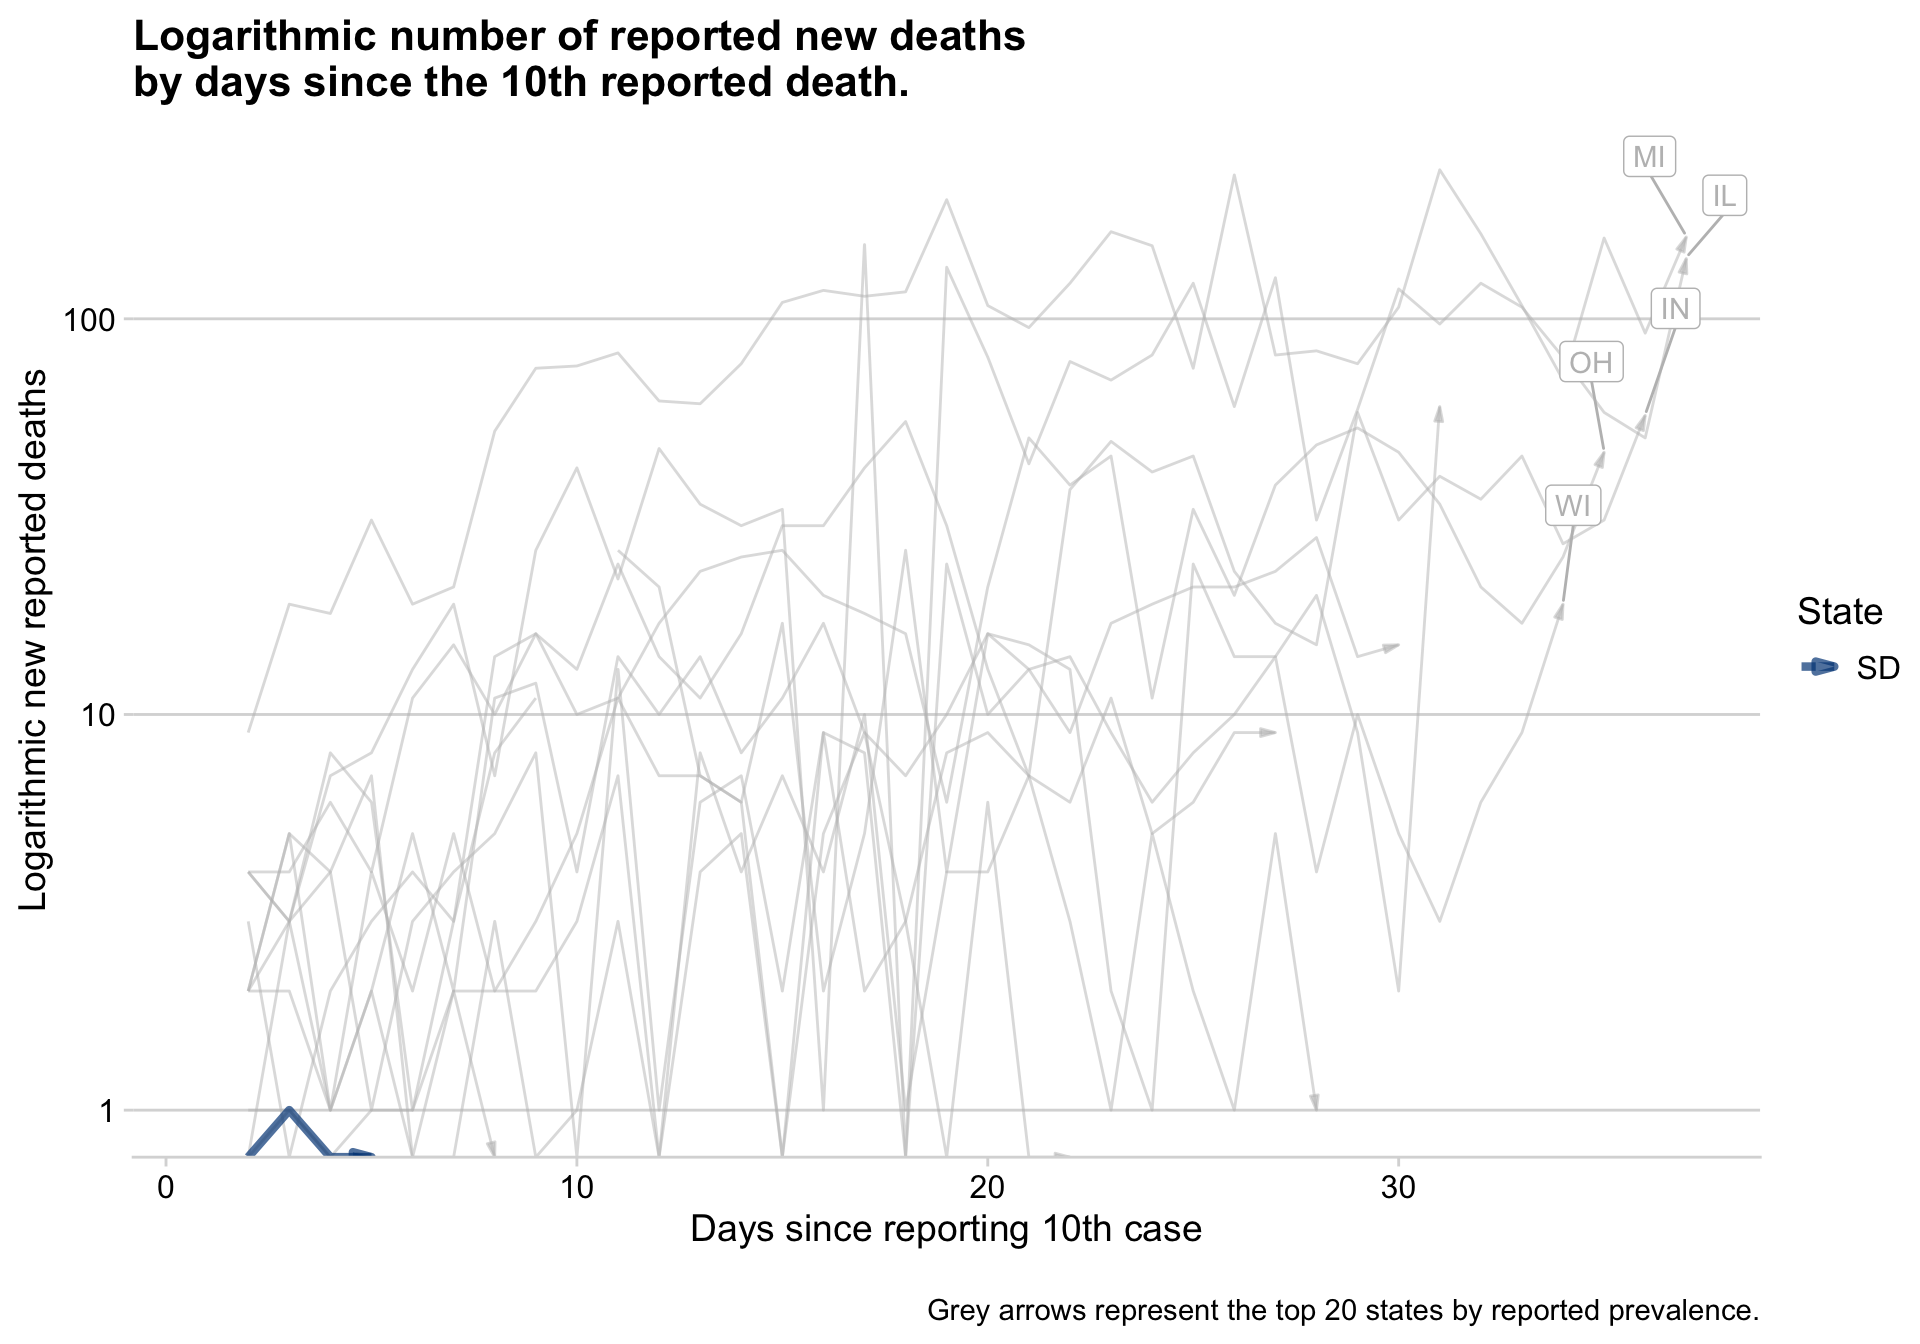 Logarithmic number of reported new deaths
by days since the 10th reported death.
MI
IL
IN
OH
WI
100
10
1
Logarithmic new reported deaths
State
SD
0 10 20 30
Days since reporting 10th case
Grey arrows represent the top 20 states by reported prevalence.